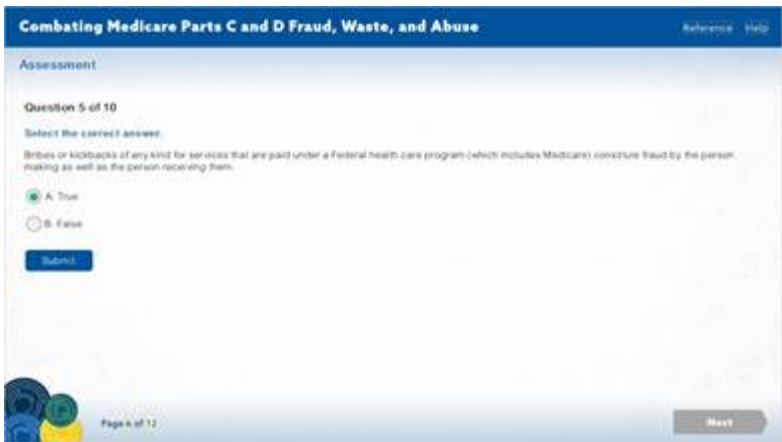 Combating Medicare Parts C and D Fraud, Waste, and Abuse
Reference Help
Assessment
Question 5 of 10
Select the correct answer.
Bribes or kickbacks of any kind for services that are paid under a Federal health care program (which includes Medicare) constitute fraud by the person
making as well as the person receiving them.
A. True
B. False
Submit
Page 6 of 12
Next